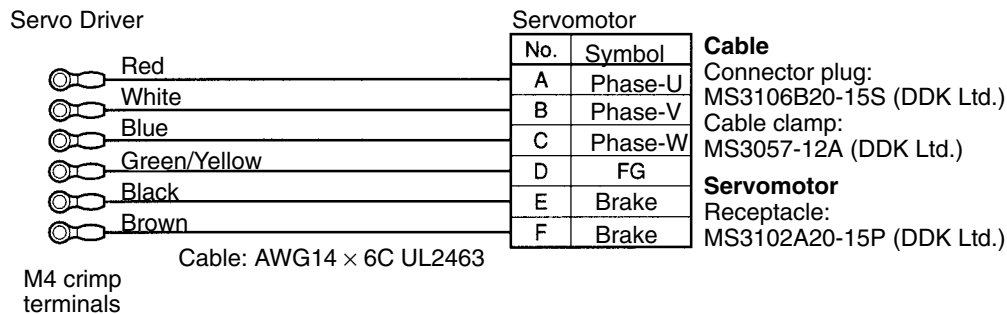 Servo Driver
Servomotor
No. Symbol
Red
A Phase-U
White
B Phase-V
Blue
C Phase-W
Green/Yellow
D FG
Black
E Brake
Brown
F Brake
Cable: AWG14 × 6C UL2463
M4 crimp
terminals
Cable
Connector plug:
MS3106B20-15S (DDK Ltd.)
Cable clamp:
MS3057-12A (DDK Ltd.)
Servomotor
Receptacle:
MS3102A20-15P (DDK Ltd.)